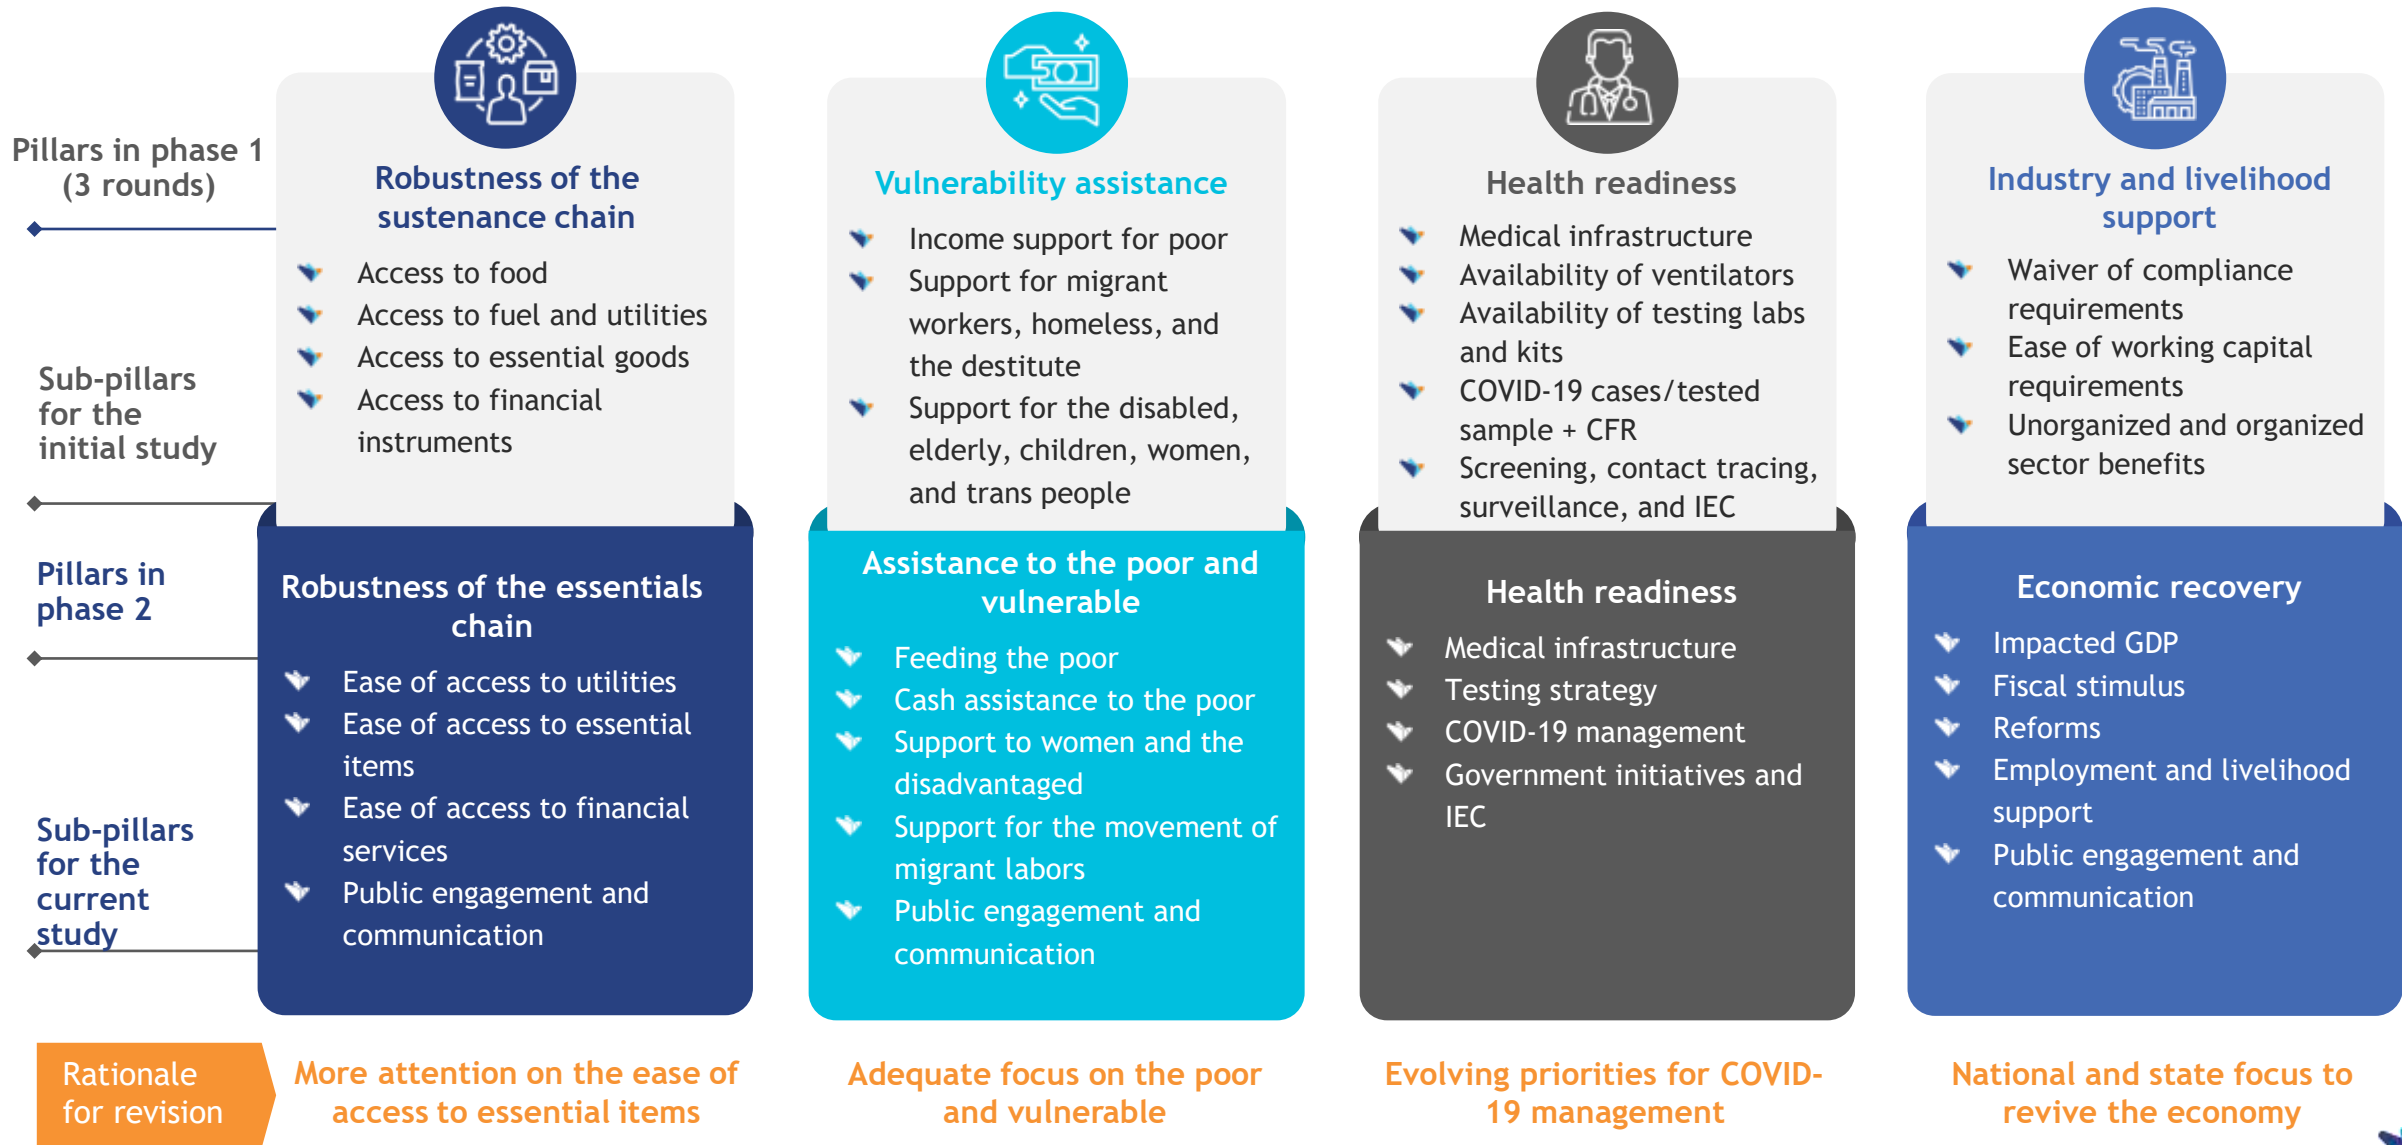 Pillars in phase 1
(3 rounds)
Sub-pillars
for the
initial study
Pillars in
phase 2
Sub-pillars
for the
current
study
Robustness of the
sustenance chain
Access to food
Access to fuel and utilities
Access to essential goods
Access to financial
instruments
Robustness of the essentials
chain
Ease of access to utilities
Ease of access to essential
items
Ease of access to financial
services
Public engagement and
communication
Vulnerability assistance
Income support for poor
Support for migrant
workers, homeless, and
the destitute
Support for the disabled,
elderly, children, women,
and trans people
Assistance to the poor and
vulnerable
Feeding the poor
Cash assistance to the poor
Support to women and the
disadvantaged
Support for the movement of
migrant labors
Public engagement and
communication
Health readiness
Medical infrastructure
Availability of ventilators
Availability of testing labs
and kits
COVID-19 cases/tested
sample + CFR
Screening, contact tracing,
surveillance, and IEC
Health readiness
Medical infrastructure
Testing strategy
COVID-19 management
Government initiatives and
IEC
Industry and livelihood
support
Waiver of compliance
requirements
Ease of working capital
requirements
Unorganized and organized
sector benefits
Economic recovery
Impacted GDP
Fiscal stimulus
Reforms
Employment and livelihood
support
Public engagement and
communication
Rationale
for revision
More attention on the ease of
access to essential items
Adequate focus on the poor
and vulnerable
Evolving priorities for COVID-
19 management
National and state focus to
revive the economy